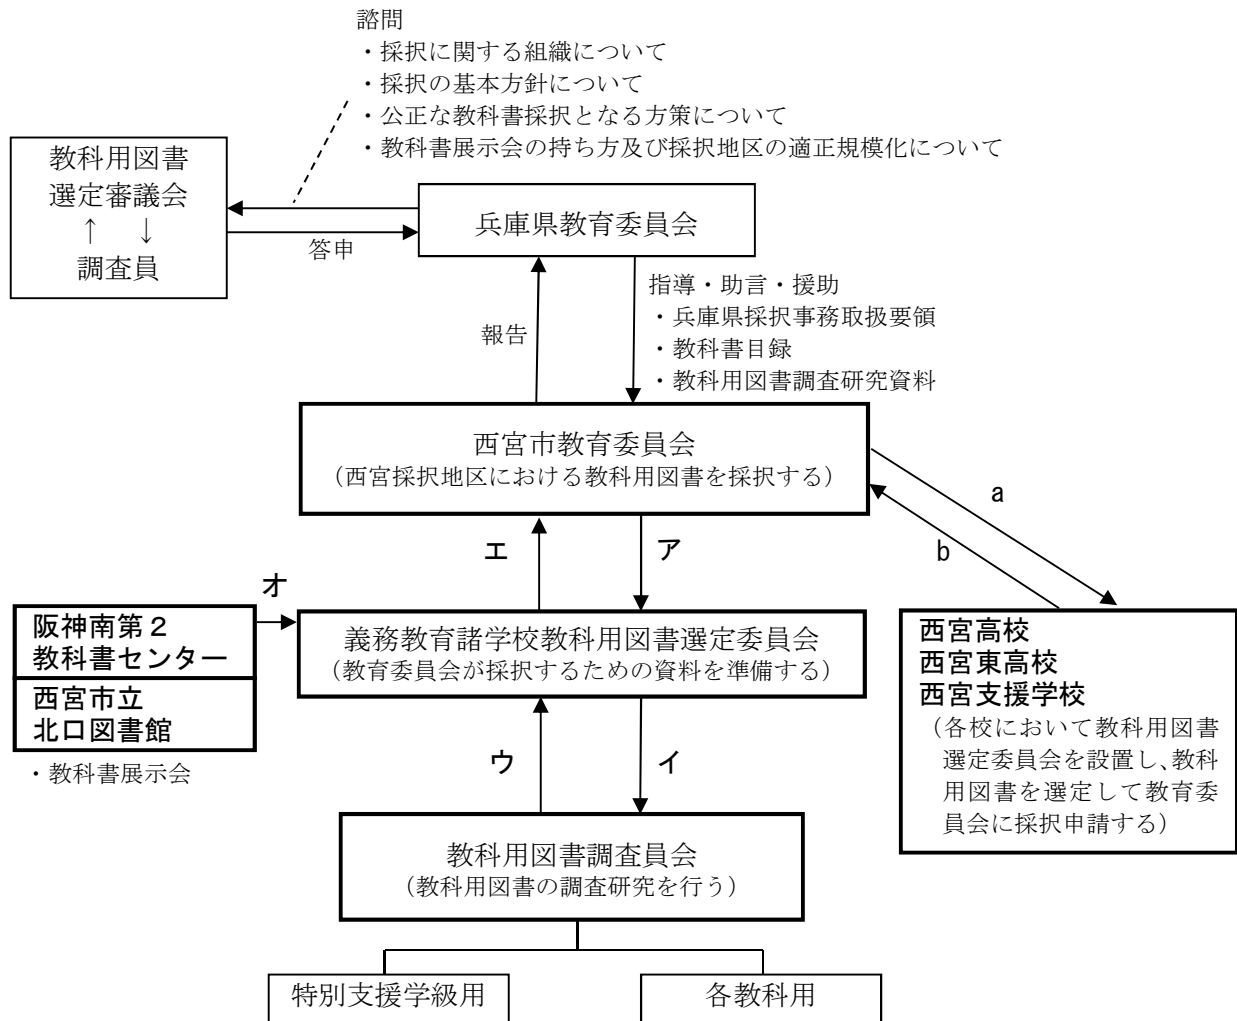 諮問
・採択に関する組織について
・採択の基本方針について
・公正な教科書採択となる方策について
・教科書展示会の持ち方及び採択地区の適正規模化について
教科用図書
選定審議会
↑ ↓
調査員
兵庫県教育委員会
答申
報告
指導・助言・援助
・兵庫県採択事務取扱要領
・教科書目録
・教科用図書調査研究資料
西宮市教育委員会
（西宮採択地区における教科用図書を採択する）
a
b
エ
ア
オ
阪神南第２
教科書センター
西宮市立
北口図書館
・教科書展示会
義務教育諸学校教科用図書選定委員会
（教育委員会が採択するための資料を準備する）
西宮高校
西宮東高校
西宮支援学校
（各校において教科用図書
選定委員会を設置し、教科
用図書を選定して教育委
員会に採択申請する）
ウ
イ
教科用図書調査員会
（教科用図書の調査研究を行う）
特別支援学級用
各教科用